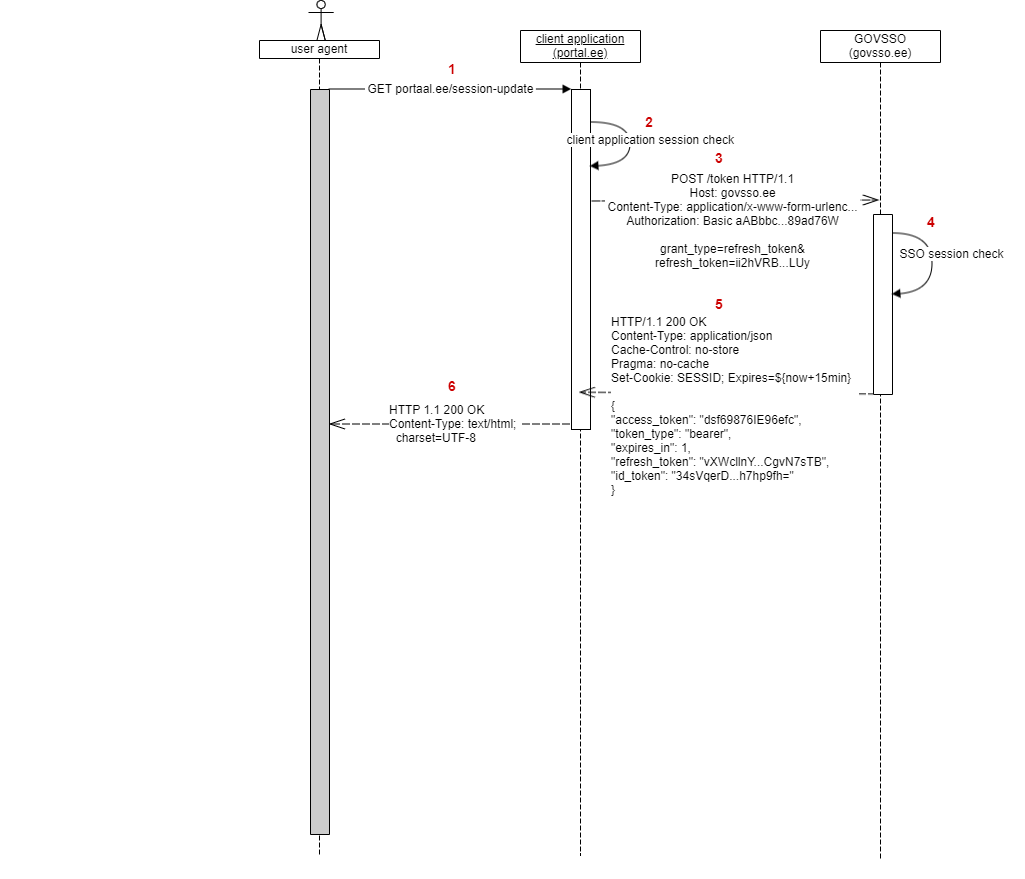 user agent
client application
(portal.ee)
GOVSSO
(govsso.ee)
1
GET portaal.ee/session-update
2
client application session check
3
POST /token HTTP/1.1
Host: govsso.ee
Content-Type: application/x-www-form-urlenc...
Authorization: Basic aABbbc...89ad76W
grant_type=refresh_token&
refresh_token=ii2hVRB...LUy
4
SSO session check
5
HTTP/1.1 200 OK
Content-Type: application/json
Cache-Control: no-store
Pragma: no-cache
Set-Cookie: SESSID; Expires=${now+15min}
{
"access_token": "dsf69876IE96efc",
"token_type": "bearer",
"expires_in": 1,
"refresh_token": "vXWclInY...CgvN7sTB",
"id_token": "34sVqerD...h7hp9fh="
}
6
HTTP 1.1 200 OK
Content-Type: text/html;
charset=UTF-8